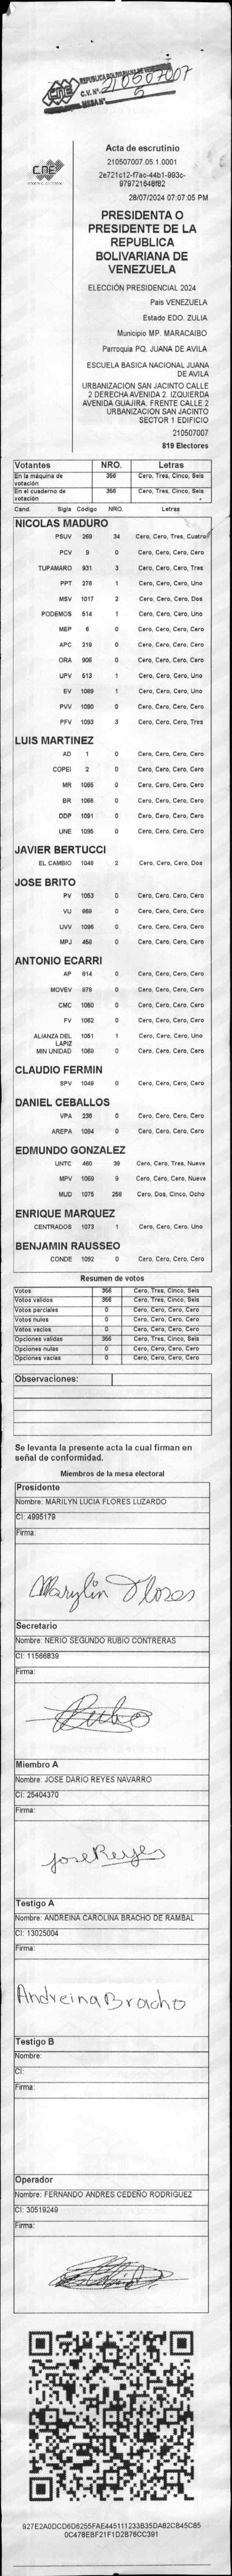 REPUBLICA BOLIVARIANA DE VENEZUELA
CNE
C.V. Nº 210507007
MESA Nº 5
CNE
Acta de escrutinio
210507007.05.1.0001
2e721c12-f7ac-44b1-993c-
979721648f82
28/07/2024 07:07:05 PM
PRESIDENTA O
PRESIDENTE DE LA
REPUBLICA
BOLIVARIANA DE
VENEZUELA
ELECCIÓN PRESIDENCIAL 2024
Pais VENEZUELA
Estado EDO. ZULIA
Municipio MP. MARACAIBO
Parroquia PQ. JUANA DE AVILA
ESCUELA BASICA NACIONAL JUANA
DE AVILA
URBANIZACION SAN JACINTO CALLE
2 DERECHA AVENIDA 2. IZQUIERDA
AVENIDA GUAJIRA. FRENTE CALLE 2
URBANIZACION SAN JACINTO
SECTOR 1 EDIFICIO
210507007
819 Electores
Votantes NRO. Letras
En la máquina de votación 356 Cero, Tres, Cinco, Seis
En el cuaderno de votación 356 Cero, Tres, Cinco, Seis
Cand. Sigla Código NRO. Letras
NICOLAS MADURO
PSUV 269 34 Cero, Cero, Tres, Cuatro
PCV 9 0 Cero, Cero, Cero, Cero
TUPAMARO 931 3 Cero, Cero, Cero, Tres
PPT 276 1 Cero, Cero, Cero, Uno
MSV 1017 2 Cero, Cero, Cero, Dos
PODEMOS 514 1 Cero, Cero, Cero, Uno
MEP 6 0 Cero, Cero, Cero, Cero
APC 219 0 Cero, Cero, Cero, Cero
ORA 906 0 Cero, Cero, Cero, Cero
UPV 613 1 Cero, Cero, Cero, Uno
EV 1089 1 Cero, Cero, Cero, Uno
PVV 1090 0 Cero, Cero, Cero, Cero
PFV 1093 3 Cero, Cero, Cero, Tres
LUIS MARTINEZ
AD 1 0 Cero, Cero, Cero, Cero
COPEI 2 0 Cero, Cero, Cero, Cero
MR 1065 0 Cero, Cero, Cero, Cero
BR 1066 0 Cero, Cero, Cero, Cero
DDP 1091 0 Cero, Cero, Cero, Cero
UNE 1095 0 Cero, Cero, Cero, Cero
JAVIER BERTUCCI
EL CAMBIO 1048 2 Cero, Cero, Cero, Dos
JOSE BRITO
PV 1053 0 Cero, Cero, Cero, Cero
VU 868 0 Cero, Cero, Cero, Cero
UVV 1096 0 Cero, Cero, Cero, Cero
MPJ 458 0 Cero, Cero, Cero, Cero
ANTONIO ECARRI
AP 814 0 Cero, Cero, Cero, Cero
MOVEV 978 0 Cero, Cero, Cero, Cero
CMC 1050 0 Cero, Cero, Cero, Cero
FV 1062 0 Cero, Cero, Cero, Cero
ALIANZA DEL LAPIZ 1051 1 Cero, Cero, Cero, Uno
MIN UNIDAD 1069 0 Cero, Cero, Cero, Cero
CLAUDIO FERMIN
SPV 1049 0 Cero, Cero, Cero, Cero
DANIEL CEBALLOS
VPA 236 0 Cero, Cero, Cero, Cero
AREPA 1094 0 Cero, Cero, Cero, Cero
EDMUNDO GONZALEZ
UNTC 460 39 Cero, Cero, Tres, Nueve
MPV 1069 9 Cero, Cero, Cero, Nueve
MUD 1075 258 Cero, Dos, Cinco, Ocho
ENRIQUE MARQUEZ
CENTRADOS 1073 1 Cero, Cero, Cero, Uno
BENJAMIN RAUSSEO
CONDE 1092 0 Cero, Cero, Cero, Cero
Resumen de votos
Votos 356 Cero, Tres, Cinco, Seis
Votos validos 356 Cero, Tres, Cinco, Seis
Votos parciales 0 Cero, Cero, Cero, Cero
Votos nulos 0 Cero, Cero, Cero, Cero
Votos vacios 0 Cero, Cero, Cero, Cero
Opciones validas 356 Cero, Tres, Cinco, Seis
Opciones nulas 0 Cero, Cero, Cero, Cero
Opciones vacias 0 Cero, Cero, Cero, Cero
Observaciones:
Se levanta la presente acta la cual firman en
señal de conformidad.
Miembros de la mesa electoral
Presidente
Nombre: MARILYN LUCIA FLORES LUZARDO
CI: 4995179
Firma:
Marylin Flores
Secretario
Nombre: NERIO SEGUNDO RUBIO CONTRERAS
CI: 11566839
Firma:
Rubio
Miembro A
Nombre: JOSE DARIO REYES NAVARRO
CI: 25404370
Firma:
Jose Reyes
Testigo A
Nombre: ANDREINA CAROLINA BRACHO DE RAMBAL
CI: 13025004
Firma:
Andreina Bracho
Testigo B
Nombre:
CI:
Firma:
Operador
Nombre: FERNANDO ANDRES CEDEÑO RODRIGUEZ
CI: 30519249
Firma:
927E2A0DCD6D6255FAE445111233B35DA82CB45C85
0C478EBF21F1D2B76CC391